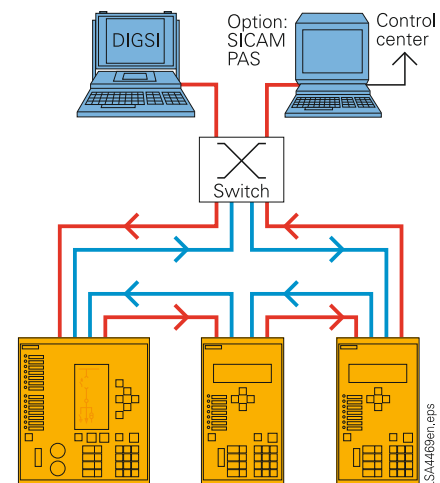 DIGSI
Option:
SICAM
PAS
Control
center
Switch
SA4469en.eps